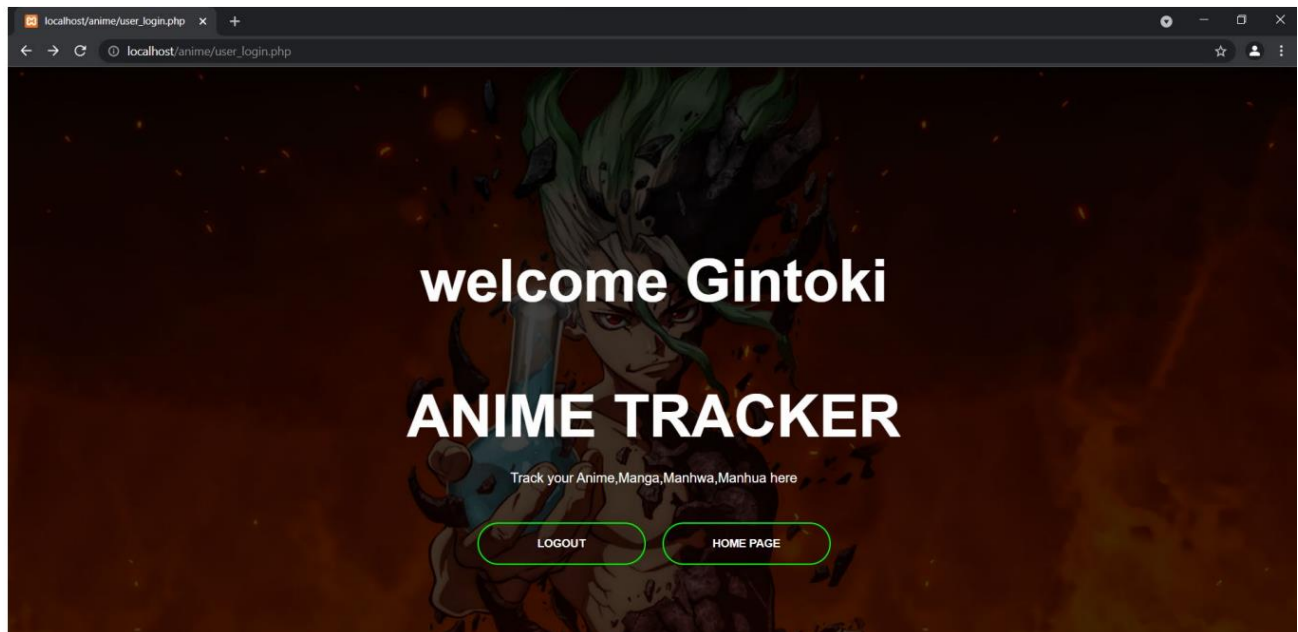 localhost/anime/user_login.php
localhost/anime/user_login.php
welcome Gintoki
ANIME TRACKER
Track your Anime,Manga,Manhwa,Manhua here
LOGOUT
HOME PAGE